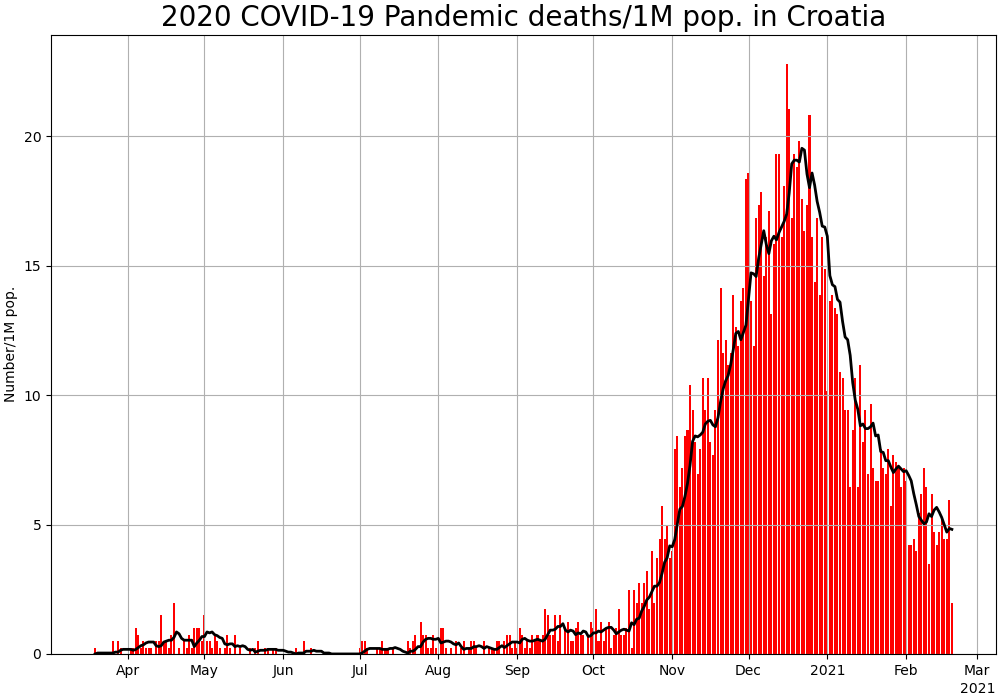 2020 COVID-19 Pandemic deaths/1M pop. in Croatia
Number/1M pop.
20
15
10
5
0
Apr May Jun Jul Aug Sep Oct Nov Dec 2021 Feb Mar
2021